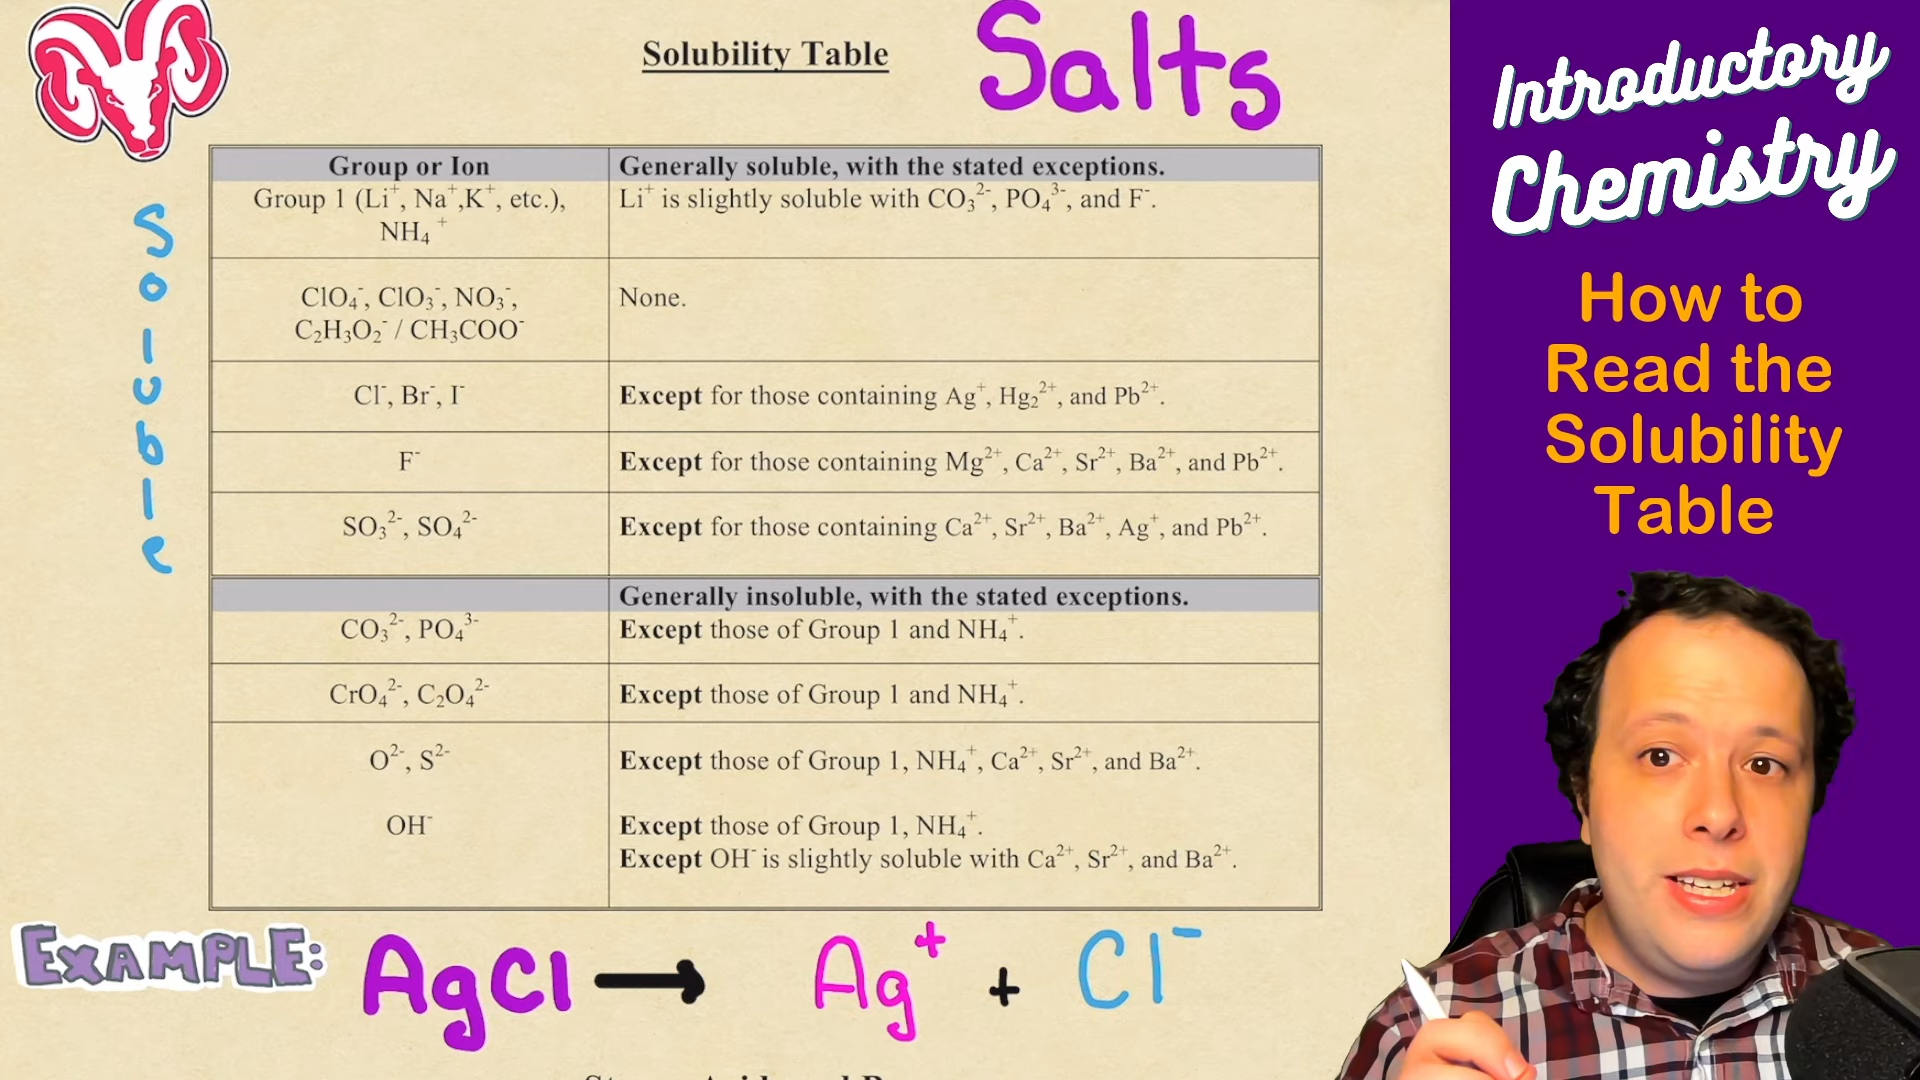 Solubility Table
Salts
Introductory
Chemistry
How to
Read the
Solubility
Table
Soluble
Group or Ion	Generally soluble, with the stated exceptions.
Group 1 (Li⁺, Na⁺,K⁺, etc.),	Li⁺ is slightly soluble with CO₃²⁻, PO₄³⁻, and F⁻.
NH₄⁺
ClO₄⁻, ClO₃⁻, NO₃⁻,	None.
C₂H₃O₂⁻ / CH₃COO⁻
Cl⁻, Br⁻, I⁻	Except for those containing Ag⁺, Hg₂²⁺, and Pb²⁺.
F⁻	Except for those containing Mg²⁺, Ca²⁺, Sr²⁺, Ba²⁺, and Pb²⁺.
SO₃²⁻, SO₄²⁻	Except for those containing Ca²⁺, Sr²⁺, Ba²⁺, Ag⁺, and Pb²⁺.
Generally insoluble, with the stated exceptions.
CO₃²⁻, PO₄³⁻	Except those of Group 1 and NH₄⁺.
CrO₄²⁻, C₂O₄²⁻	Except those of Group 1 and NH₄⁺.
O²⁻, S²⁻	Except those of Group 1, NH₄⁺, Ca²⁺, Sr²⁺, and Ba²⁺.
OH⁻	Except those of Group 1, NH₄⁺.
Except OH⁻ is slightly soluble with Ca²⁺, Sr²⁺, and Ba²⁺.
EXAMPLE: AgCl → Ag⁺ + Cl⁻